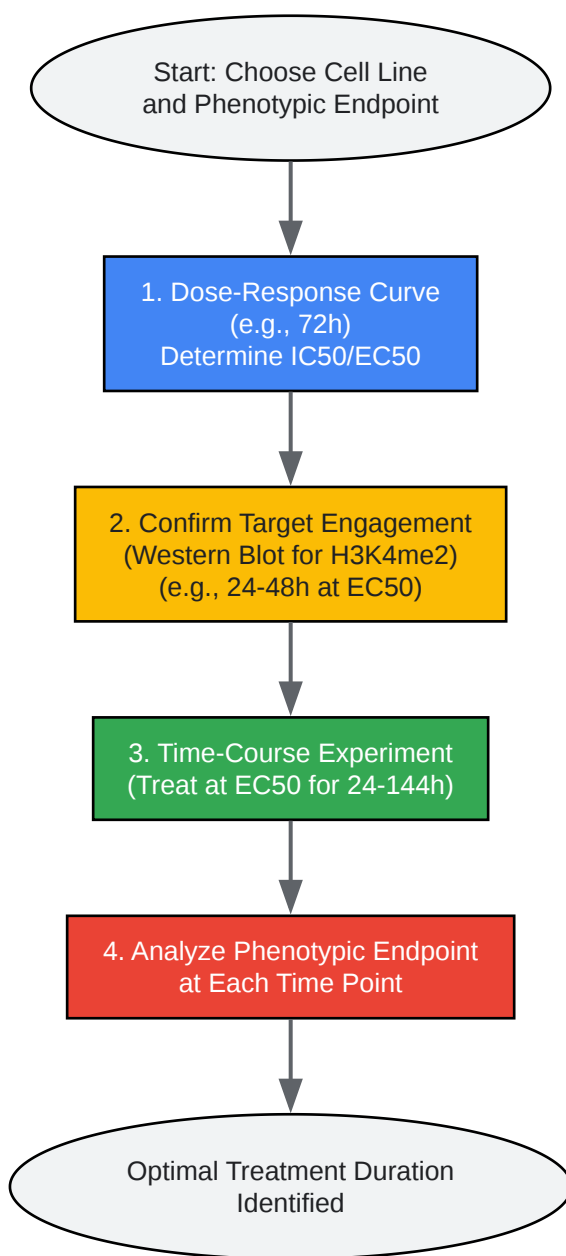 Start: Choose Cell Line
and Phenotypic Endpoint
1. Dose-Response Curve
(e.g., 72h)
Determine IC50/EC50
2. Confirm Target Engagement
(Western Blot for H3K4me2)
(e.g., 24-48h at EC50)
3. Time-Course Experiment
(Treat at EC50 for 24-144h)
4. Analyze Phenotypic Endpoint
at Each Time Point
Optimal Treatment Duration
Identified